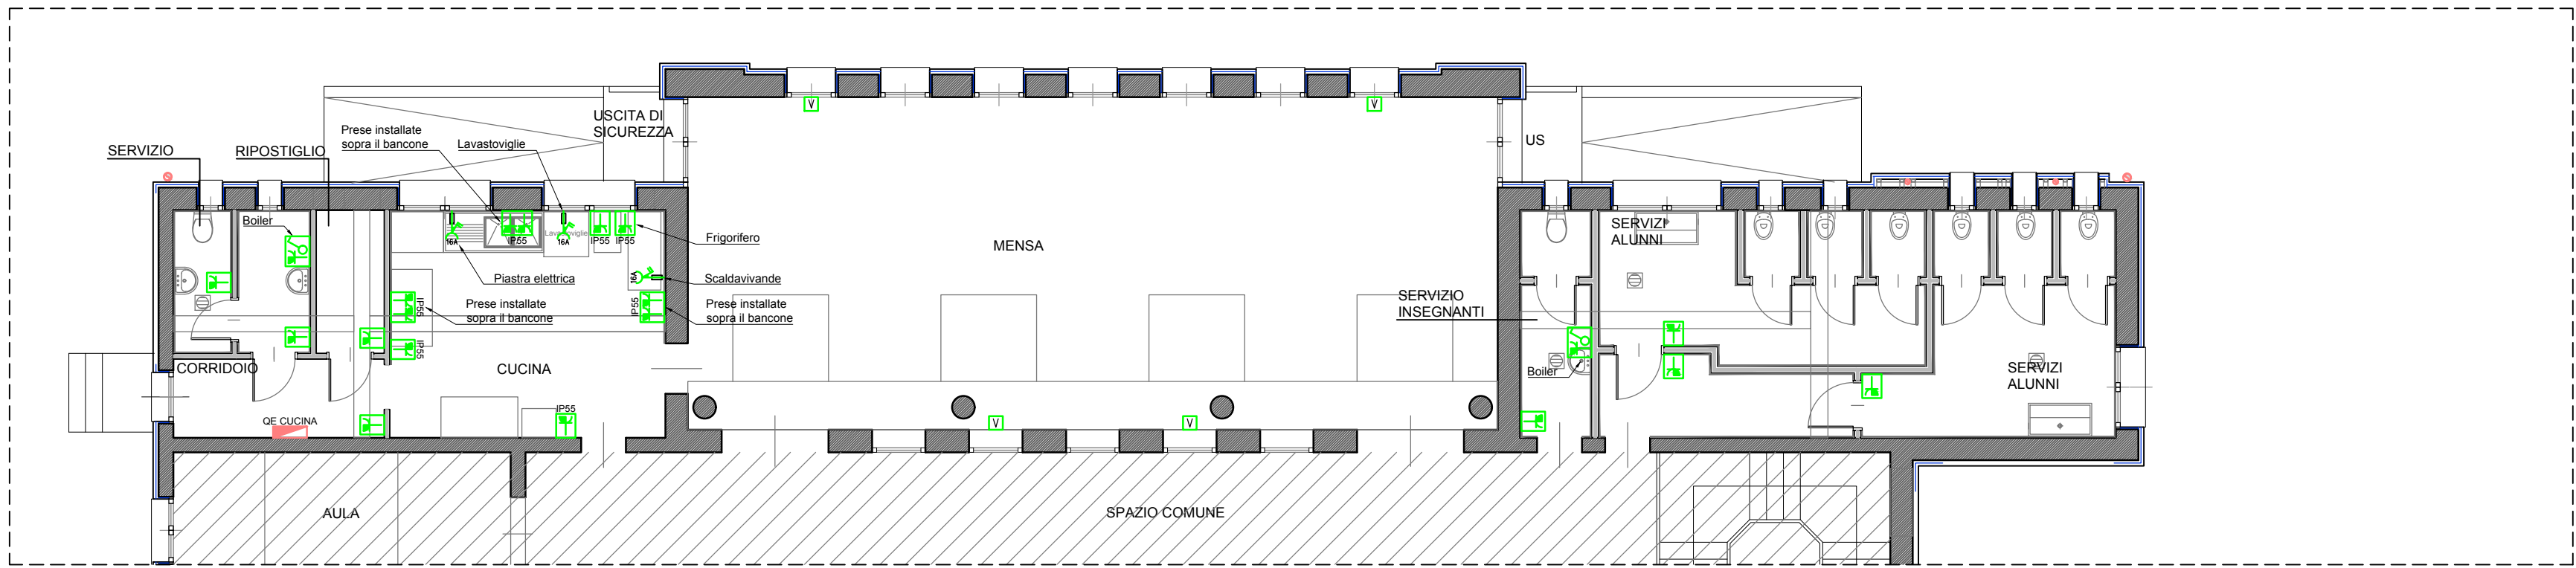 V
V
USCITA DI
SICUREZZA
Prese installate
sopra il bancone
Lavastoviglie
US
SERVIZIO
RIPOSTIGLIO
Boiler
16A
IP55
Lavastoviglie
16A
IP55
IP55
Frigorifero
MENSA
SERVIZI
ALUNNI
Piastra elettrica
16A
Scaldavivande
Prese installate
sopra il bancone
IP55
IP55
Prese installate
sopra il bancone
SERVIZIO
INSEGNANTI
IP55
CORRIDOIO
CUCINA
Boiler
SERVIZI
ALUNNI
QE CUCINA
IP55
V
V
AULA
SPAZIO COMUNE